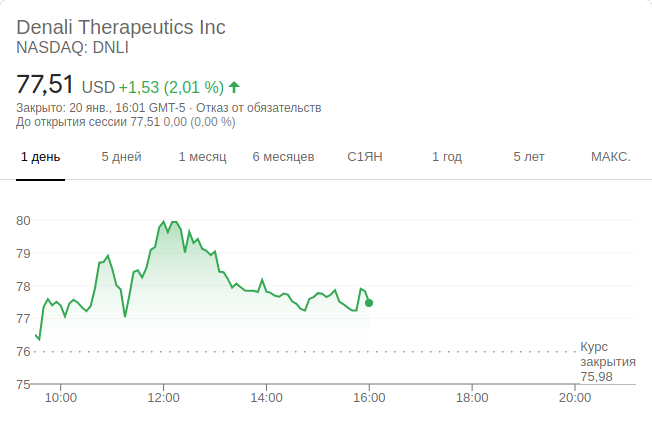 Denali Therapeutics Inc
NASDAQ: DNLI
77,51 USD +1,53 (2,01 %)
Закрыто: 20 янв., 16:01 GMT-5 · Отказ от обязательств
До открытия сессии 77,51 0,00 (0,00 %)
1 день 5 дней 1 месяц 6 месяцев С1ЯН 1 год 5 лет МАКС.
80
79
78
77
76
75
Курс
закрытия
75,98
10:00 12:00 14:00 16:00 18:00 20:00